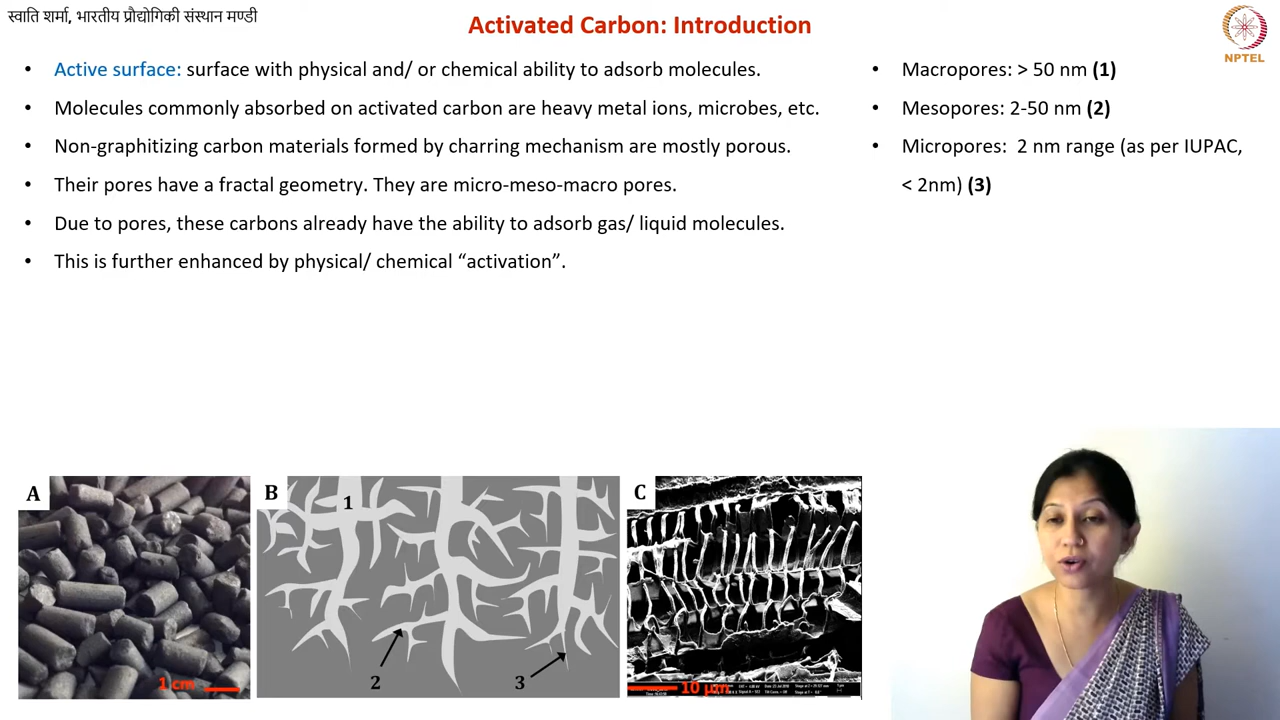 स्वाति शर्मा, भारतीय प्रौद्योगिकी संस्थान मण्डी
Activated Carbon: Introduction
NPTEL
• Active surface: surface with physical and/ or chemical ability to adsorb molecules.
• Molecules commonly absorbed on activated carbon are heavy metal ions, microbes, etc.
• Non-graphitizing carbon materials formed by charring mechanism are mostly porous.
• Their pores have a fractal geometry. They are micro-meso-macro pores.
• Due to pores, these carbons already have the ability to adsorb gas/ liquid molecules.
• This is further enhanced by physical/ chemical “activation”.
• Macropores: > 50 nm (1)
• Mesopores: 2-50 nm (2)
• Micropores:  2 nm range (as per IUPAC,
< 2nm) (3)
A
1 cm
B
1
2
3
C
10 µm